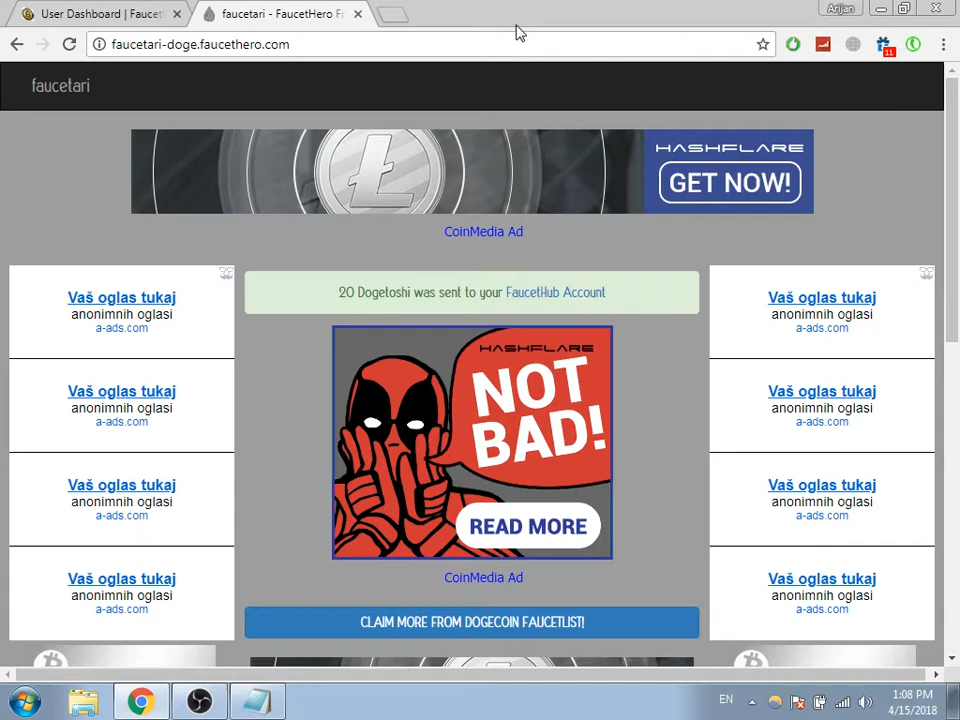 User Dashboard | Faucet
faucetari - FaucetHero Fr
Arijan
faucetari-doge.faucethero.com
11
faucetari
HASHFLARE
GET NOW!
CoinMedia Ad
Vaš oglas tukaj
anonimnih oglasi
a-ads.com
Vaš oglas tukaj
anonimnih oglasi
a-ads.com
Vaš oglas tukaj
anonimnih oglasi
a-ads.com
Vaš oglas tukaj
anonimnih oglasi
a-ads.com
20 Dogetoshi was sent to your FaucetHub Account
HASHFLARE
NOT
BAD!
READ MORE
CoinMedia Ad
CLAIM MORE FROM DOGECOIN FAUCETLIST!
Vaš oglas tukaj
anonimnih oglasi
a-ads.com
Vaš oglas tukaj
anonimnih oglasi
a-ads.com
Vaš oglas tukaj
anonimnih oglasi
a-ads.com
Vaš oglas tukaj
anonimnih oglasi
a-ads.com
EN
1:08 PM
4/15/2018